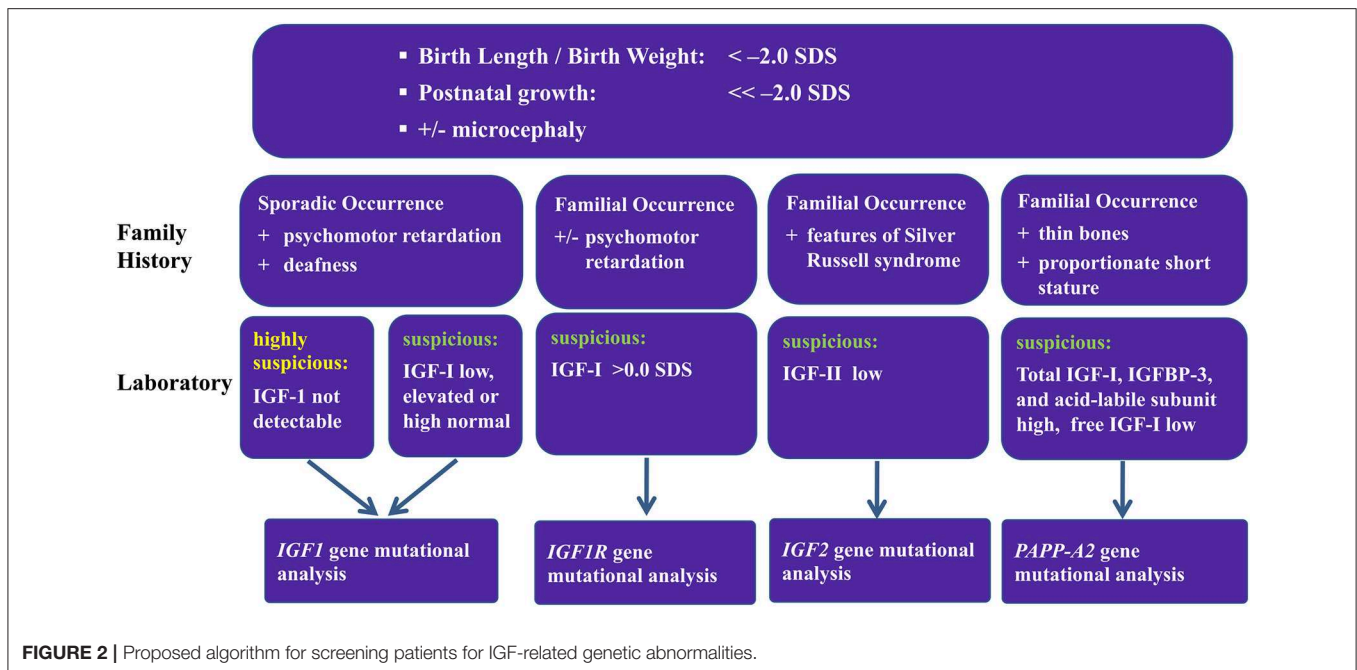 ▪ Birth Length / Birth Weight: < –2.0 SDS
▪ Postnatal growth: << –2.0 SDS
▪ +/- microcephaly
Family
History
Sporadic Occurrence
+ psychomotor retardation
+ deafness
Familial Occurrence
+/- psychomotor
retardation
Familial Occurrence
+ features of Silver
Russell syndrome
Familial Occurrence
+ thin bones
+ proportionate short
stature
Laboratory
highly
suspicious:
IGF-1 not
detectable
suspicious:
IGF-I low,
elevated or
high normal
suspicious:
IGF-I >0.0 SDS
suspicious:
IGF-II low
suspicious:
Total IGF-I, IGFBP-3,
and acid-labile subunit
high, free IGF-I low
IGF1 gene mutational
analysis
IGF1R gene
mutational analysis
IGF2 gene mutational
analysis
PAPP-A2 gene
mutational analysis
FIGURE 2 | Proposed algorithm for screening patients for IGF-related genetic abnormalities.